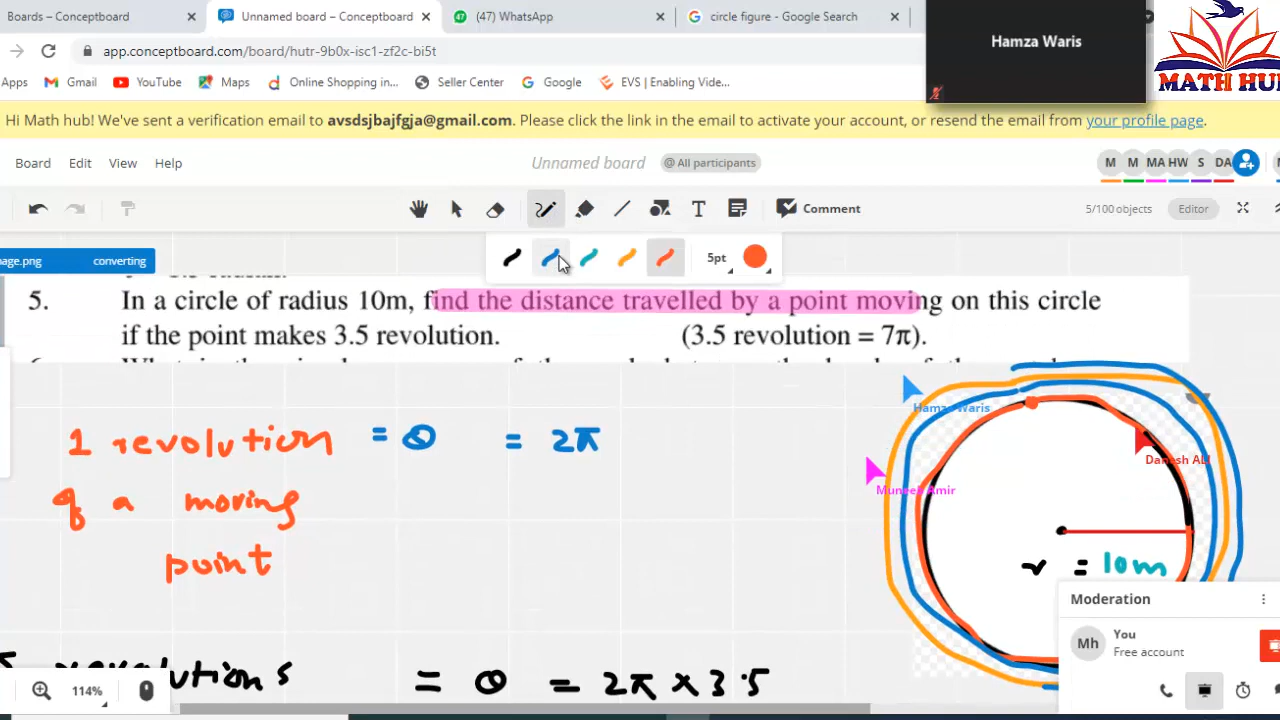 Boards – Conceptboard
Unnamed board – Conceptboard
(47) WhatsApp
circle figure - Google Search
Hamza Waris
MATH HUB
app.conceptboard.com/board/hutr-9b0x-isc1-zf2c-bi5t
Apps
Gmail
YouTube
Maps
Online Shopping in...
Seller Center
Google
EVS | Enabling Vide...
Hi Math hub! We've sent a verification email to avsdsjbajfgja@gmail.com. Please click the link in the email to activate your account, or resend the email from your profile page.
Board Edit View Help
Unnamed board
@ All participants
M M MA HW S DA
T
Comment
5/100 objects
Editor
age.png converting
5pt
5. In a circle of radius 10m, find the distance travelled by a point moving on this circle
if the point makes 3.5 revolution. (3.5 revolution = 7π).
1 revolution = θ = 2π
of a moving
point
Hamza Waris
Danish ALI
Muneeb Amir
r = 10m
5 revolutions = θ = 2π × 3.5
Moderation
Mh
You
Free account
114%